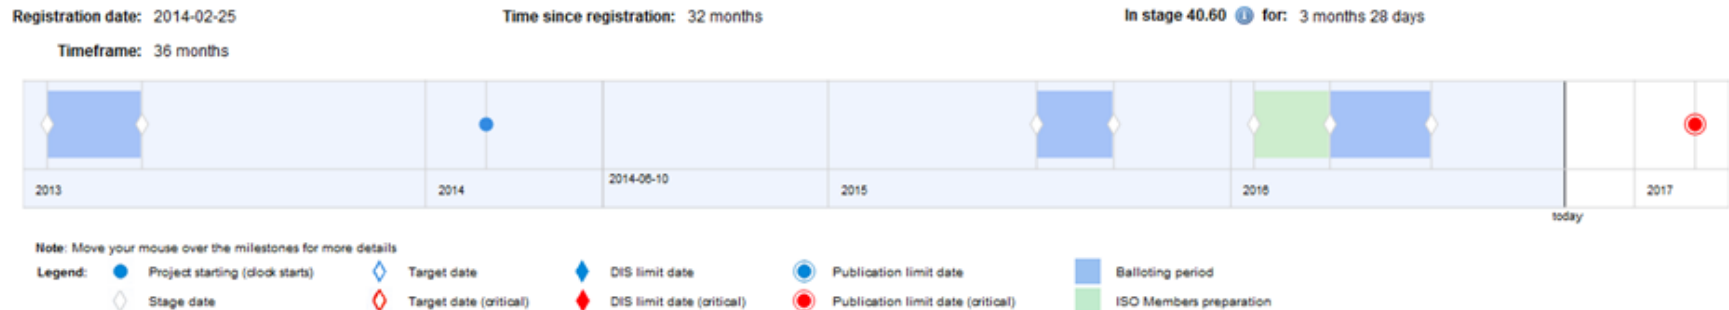 Registration date: 2014-02-25 Time since registration: 32 months In stage 40.60 i for: 3 months 28 days
Timeframe: 36 months
2013 2014 2014-06-10 2015 2016 2017
today
Note: Move your mouse over the milestones for more details
Legend: Project starting (clock starts) Target date DIS limit date Publication limit date Balloting period
Stage date Target date (critical) DIS limit date (critical) Publication limit date (critical) ISO Members preparation